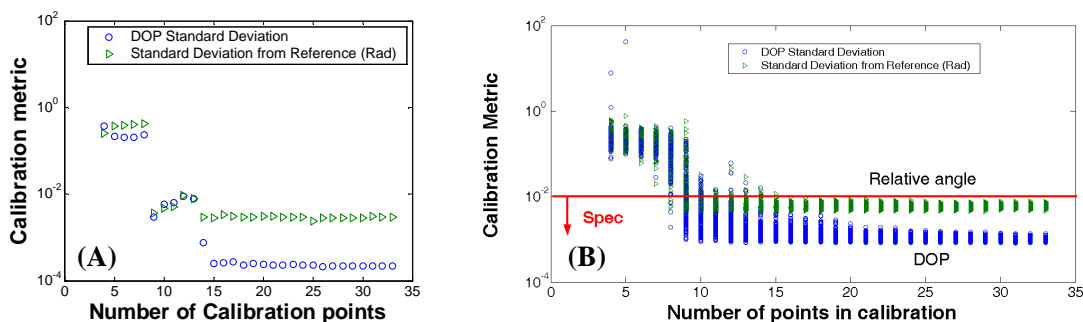 DOP Standard Deviation
Standard Deviation from Reference (Rad)
Calibration metric
10^2
10^0
10^-2
10^-4
(A)
0 5 10 15 20 25 30 35
Number of Calibration points
DOP Standard Deviation
Standard Deviation from Reference (Rad)
Calibration Metric
10^2
10^0
10^-2
10^-4
Relative angle
Spec
DOP
(B)
0 5 10 15 20 25 30 35
Number of points in calibration